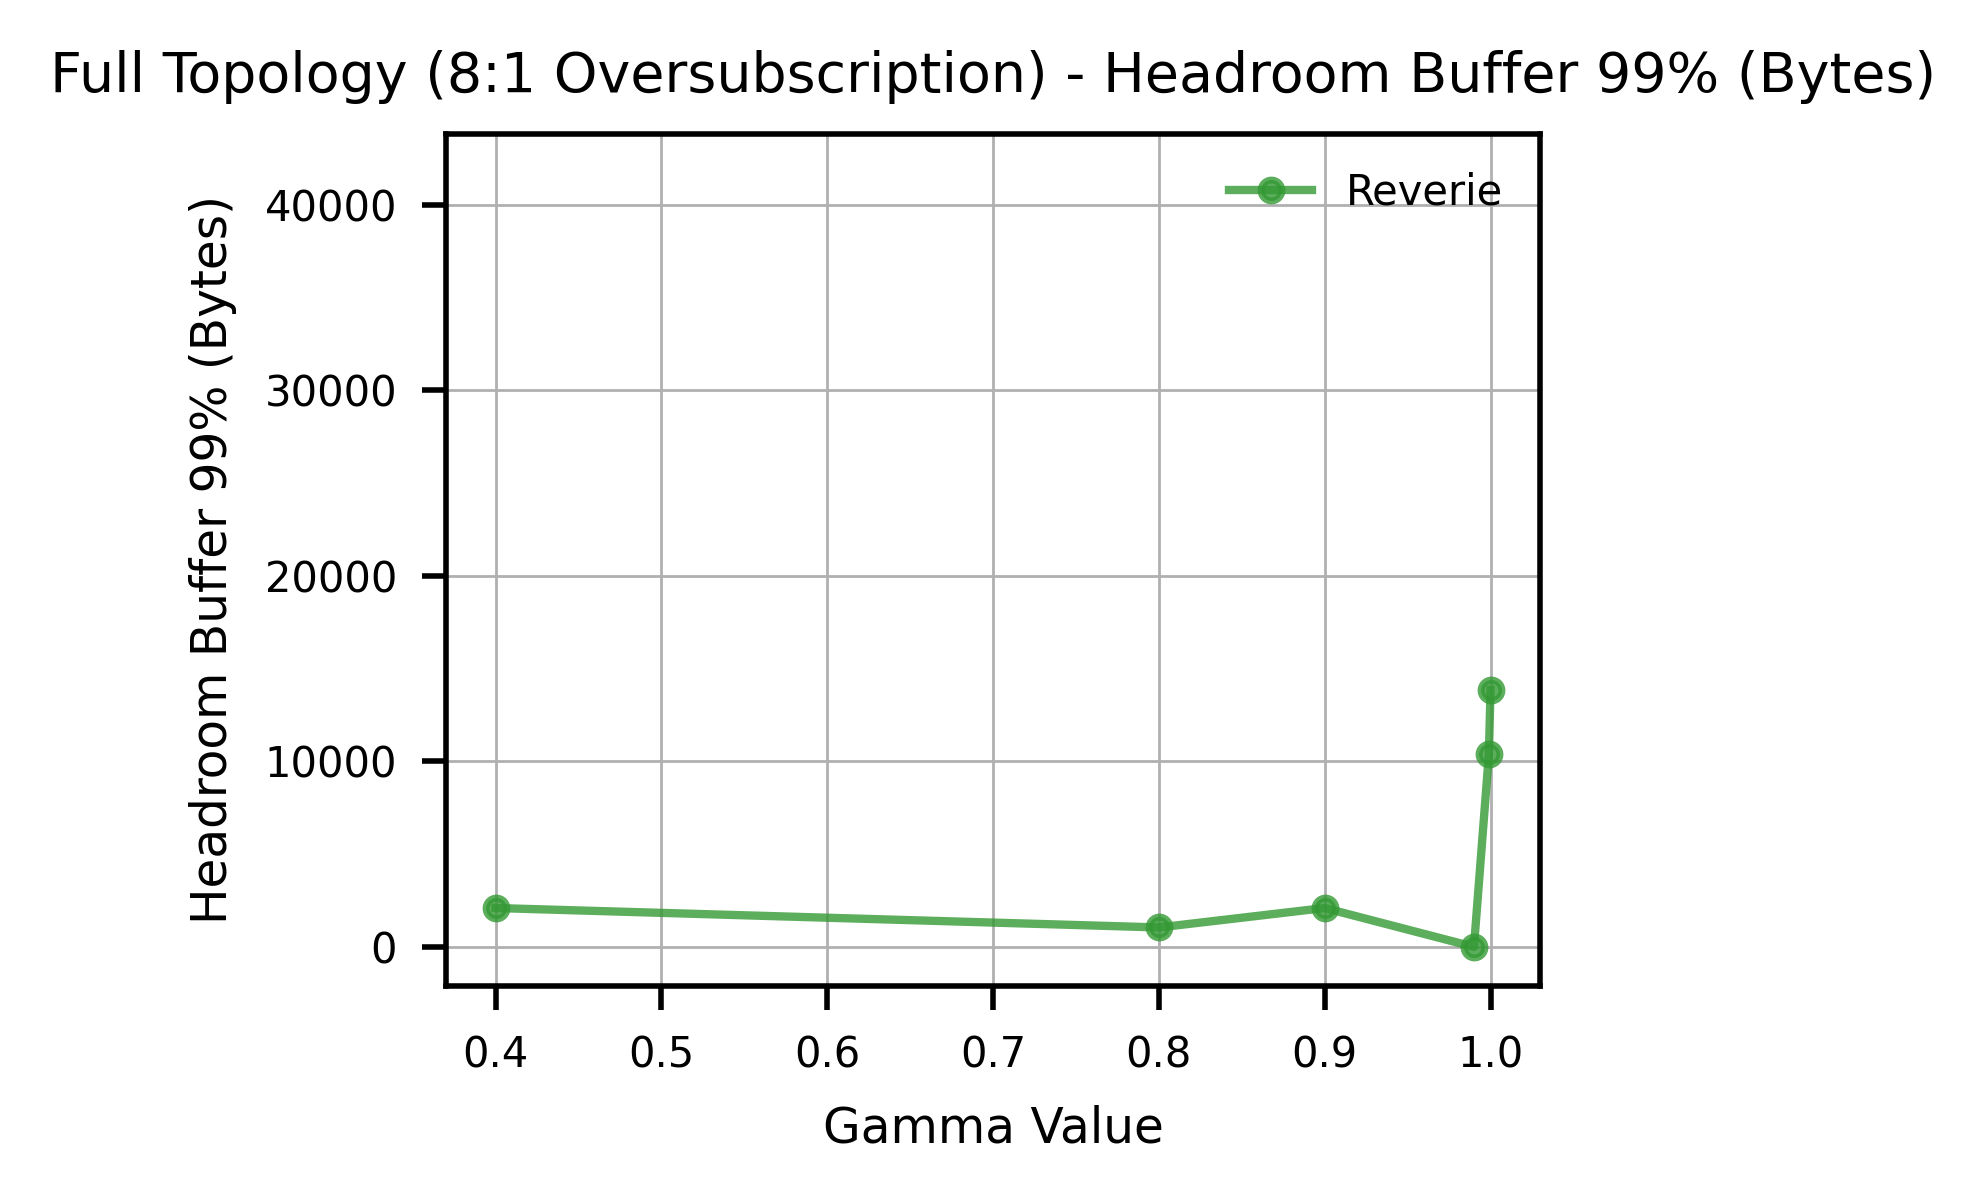 Full Topology (8:1 Oversubscription) - Headroom Buffer 99% (Bytes)
Reverie
Headroom Buffer 99% (Bytes)
40000
30000
20000
10000
0
0.4 0.5 0.6 0.7 0.8 0.9 1.0
Gamma Value